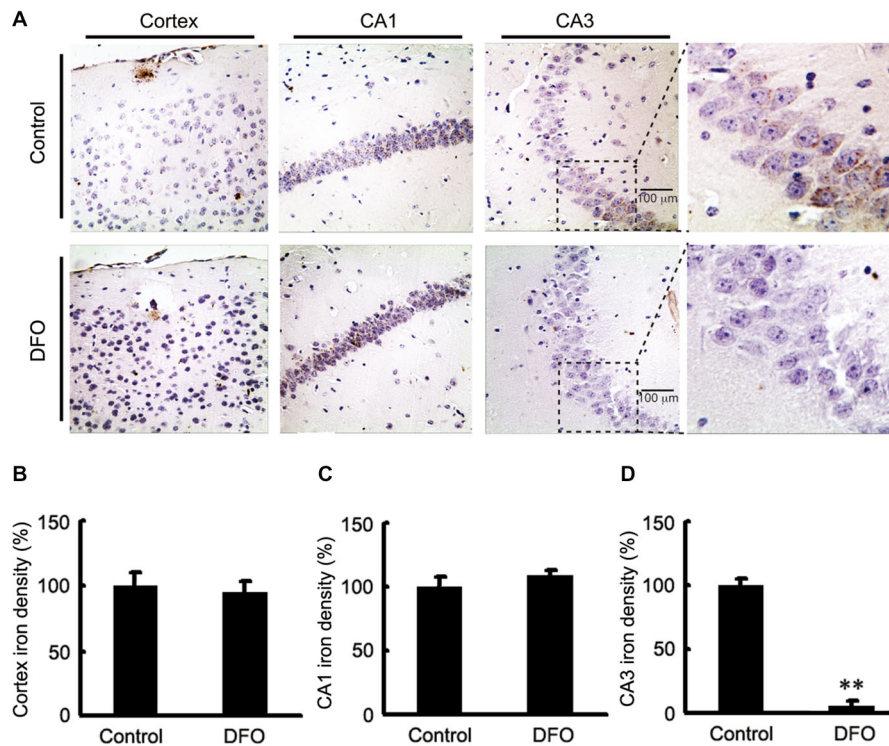 A
Cortex
CA1
CA3
Control
100 μm
DFO
100 μm
B
C
D
Cortex iron density (%)
150
100
50
0
Control
DFO
CA1 iron density (%)
150
100
50
0
Control
DFO
CA3 iron density (%)
150
100
50
0
**
Control
DFO